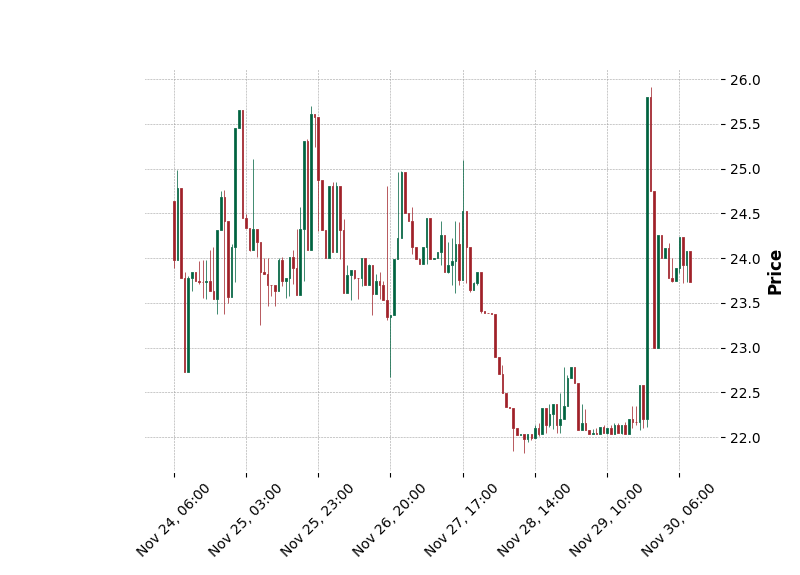 26.0
25.5
25.0
24.5
24.0
23.5
23.0
22.5
22.0
Price
Nov 24, 06:00
Nov 25, 03:00
Nov 25, 23:00
Nov 26, 20:00
Nov 27, 17:00
Nov 28, 14:00
Nov 29, 10:00
Nov 30, 06:00